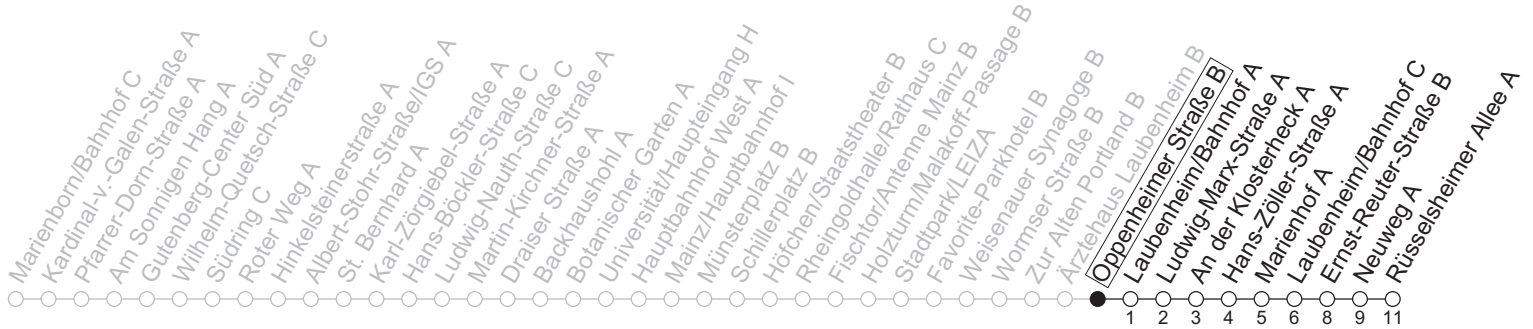 Marienborn/Bahnhof C
Kardinal-v.-Galen-Straße A
Pfarrer-Dorn-Straße A
Am Sonnigen Hang A
Gutenberg-Center Süd A
Wilhelm-Quetsch-Straße C
Südring C
Roter Weg A
Hinkelsteinerstraße A
Albert-Stohr-Straße/IGS A
St. Bernhard A
Karl-Zörgiebel-Straße A
Hans-Böckler-Straße C
Ludwig-Nauth-Straße C
Martin-Kirchner-Straße A
Draiser Straße A
Backhaushohl A
Botanischer Garten A
Universität/Haupteingang H
Hauptbahnhof West A
Mainz/Hauptbahnhof I
Münsterplatz B
Schillerplatz B
Höfchen/Staatstheater B
Rheingoldhalle/Rathaus C
Fischtor/Antenne Mainz B
Holzturm/Malakoff-Passage B
Stadtpark/LEIZA
Favorite-Parkhotel B
Weisenauer Synagoge B
Wormser Straße B
Zur Alten Portland B
Ärztehaus Laubenheim B
Oppenheimer Straße B
Laubenheim/Bahnhof A
Ludwig-Marx-Straße A
An der Klosterheck A
Hans-Zöller-Straße A
Marienhof A
Laubenheim/Bahnhof C
Ernst-Reuter-Straße B
Neuweg A
Rüsselsheimer Allee A
1 2 3 4 5 6 8 9 11